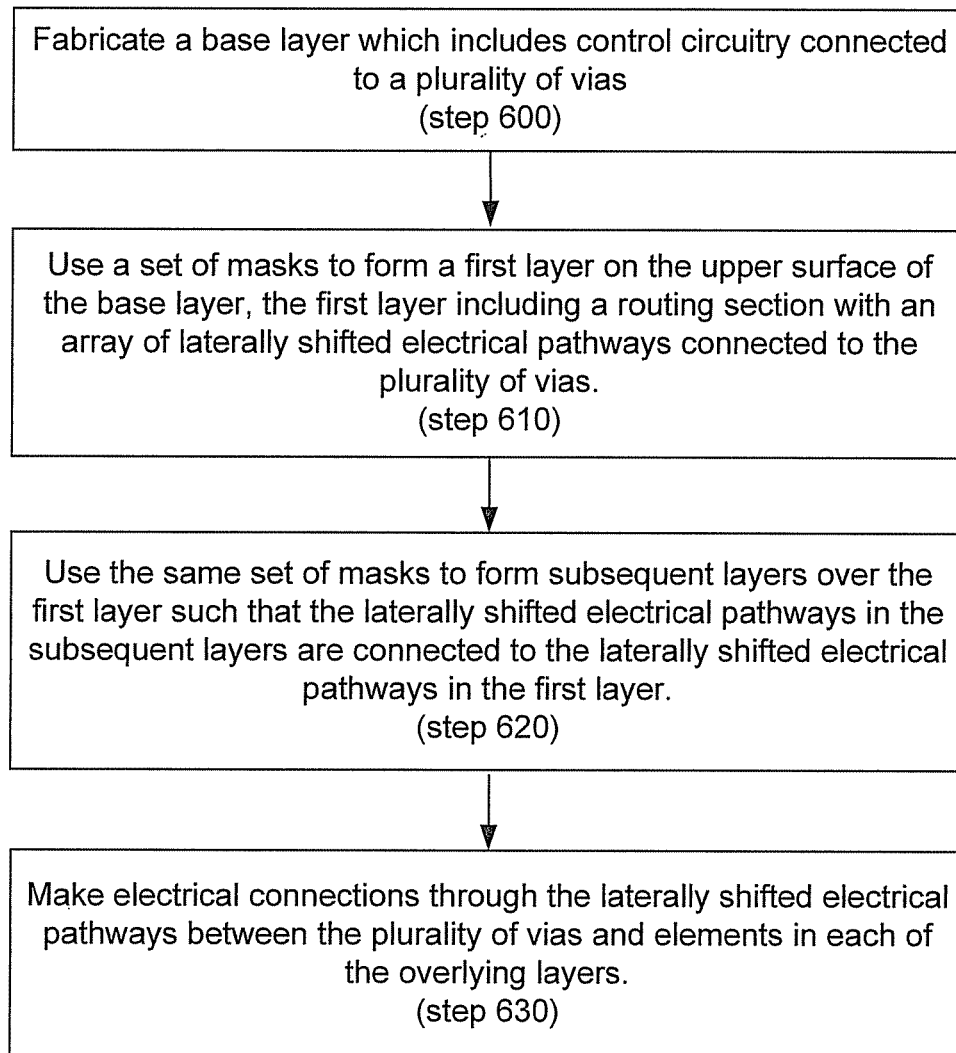 Fabricate a base layer which includes control circuitry connected
to a plurality of vias
(step 600)
Use a set of masks to form a first layer on the upper surface of
the base layer, the first layer including a routing section with an
array of laterally shifted electrical pathways connected to the
plurality of vias.
(step 610)
Use the same set of masks to form subsequent layers over the
first layer such that the laterally shifted electrical pathways in the
subsequent layers are connected to the laterally shifted electrical
pathways in the first layer.
(step 620)
Make electrical connections through the laterally shifted electrical
pathways between the plurality of vias and elements in each of
the overlying layers.
(step 630)